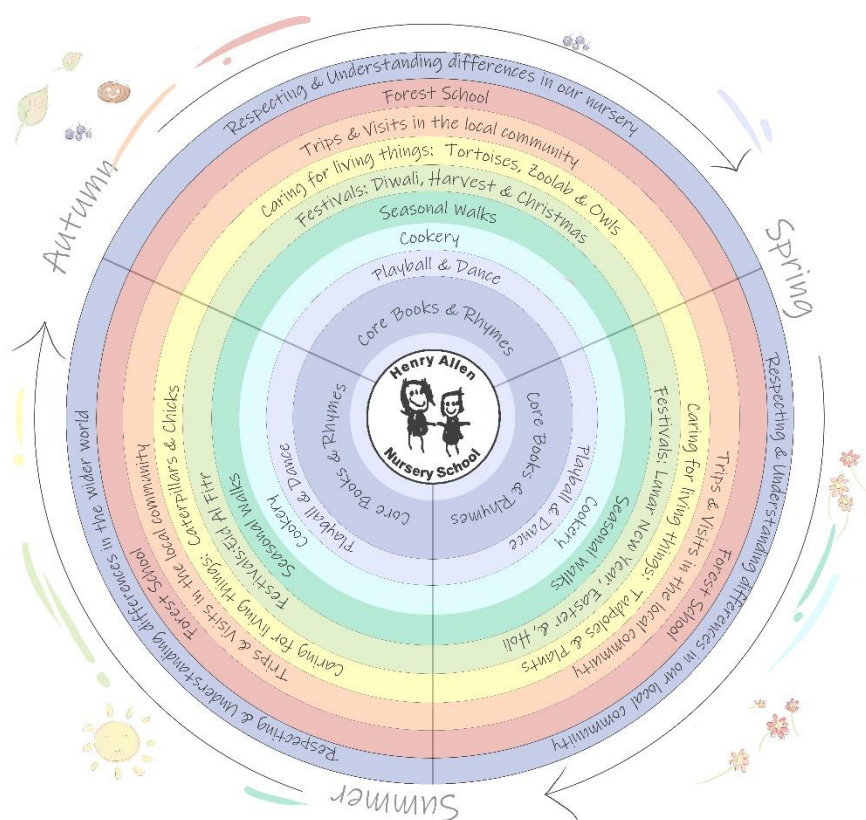 Autumn
Respecting & Understanding differences in our nursery
Forest School
Trips & Visits in the local community
Caring for living things: Tortoises, Zoolab & Owls
Festivals: Diwali, Harvest & Christmas
Seasonal Walks
Cookery
Playball & Dance
Core Books & Rhymes
Spring
Respecting & Understanding differences in our local community
Forest School
Trips & Visits in the local community
Caring for living things: Tadpoles & Plants
Festivals: Lunar New Year, Easter &, Holi
Seasonal Walks
Cookery
Playball & Dance
Core Books & Rhymes
Summer
Respecting & Understanding differences in the wider world
Forest School
Trips & Visits in the local community
Caring for living things: Caterpillars & Chicks
Festivals:Eid Al Fitr
Seasonal Walks
Cookery
Playball & Dance
Core Books & Rhymes
Henry Allen
Nursery School